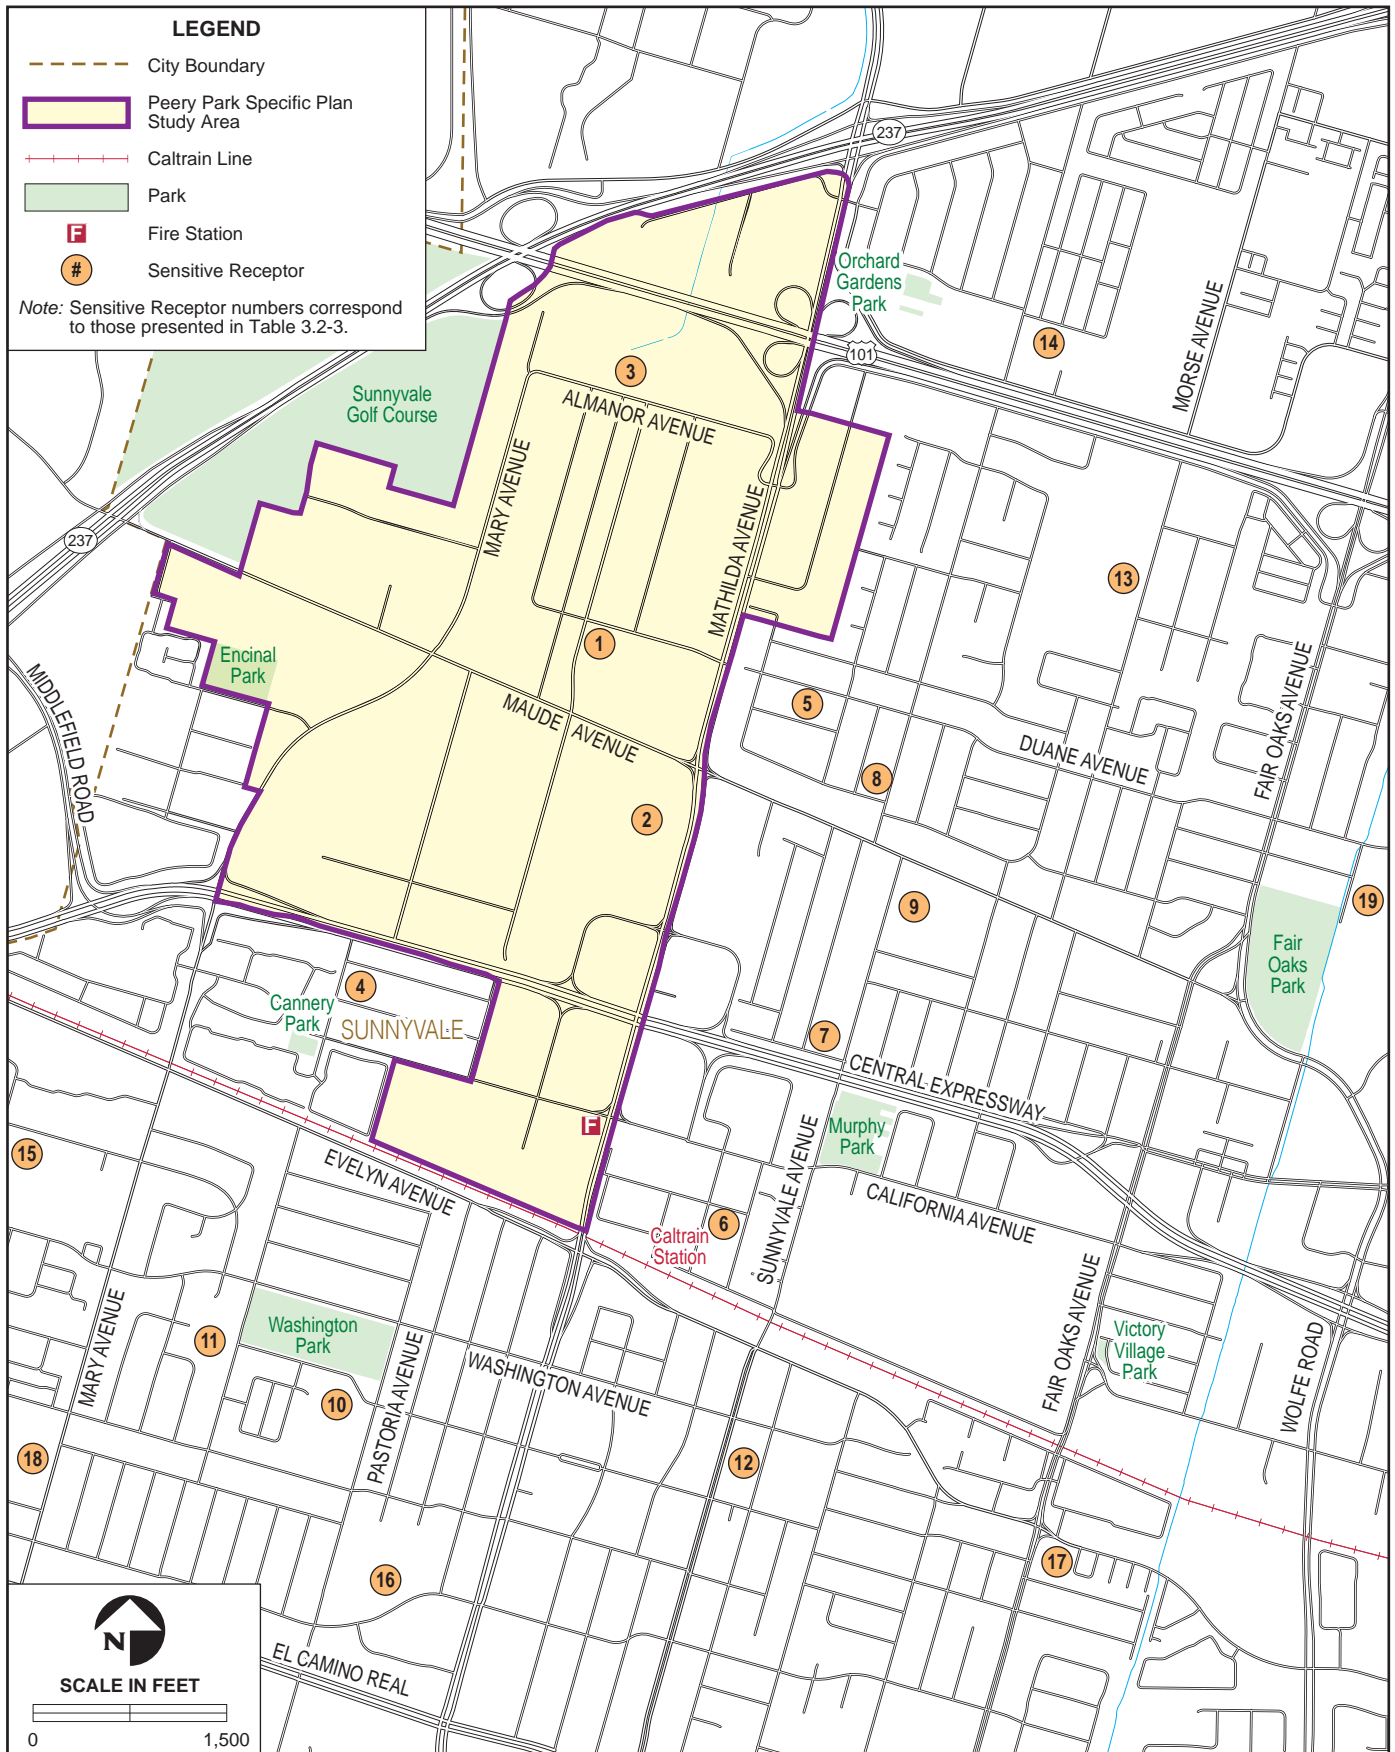 LEGEND
City Boundary
Peery Park Specific Plan
Study Area
Caltrain Line
Park
F
Fire Station
#
Sensitive Receptor
Note: Sensitive Receptor numbers correspond
to those presented in Table 3.2-3.
237
Orchard
Gardens
Park
101
14
MORSE AVENUE
3
ALMANOR AVENUE
Sunnyvale
Golf Course
MARY AVENUE
MATHILDA AVENUE
237
13
1
Encinal
Park
5
MAUDE AVENUE
MIDDLEFIELD ROAD
DUANE AVENUE
FAIR OAKS AVENUE
8
2
9
19
Fair
Oaks
Park
4
Cannery
Park
SUNNYVALE
7
CENTRAL EXPRESSWAY
F
Murphy
Park
SUNNYVALE AVENUE
15
EVELYN AVENUE
CALIFORNIA AVENUE
6
Caltrain
Station
MARY AVENUE
11
Washington
Park
PASTORIA AVENUE
WASHINGTON AVENUE
FAIR OAKS AVENUE
Victory
Village
Park
WOLFE ROAD
10
18
12
17
16
EL CAMINO REAL
N
SCALE IN FEET
0 1,500